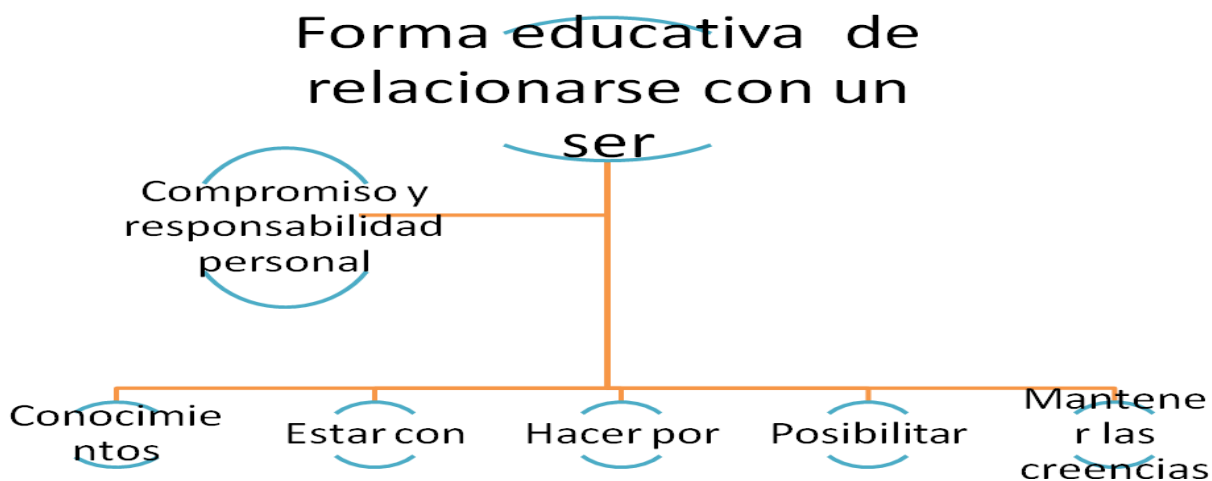 Forma educativa de
relacionarse con un
ser
Compromiso y
responsabilidad
personal
Conocimie
ntos
Estar con
Hacer por
Posibilitar
Mantene
r las
creencias